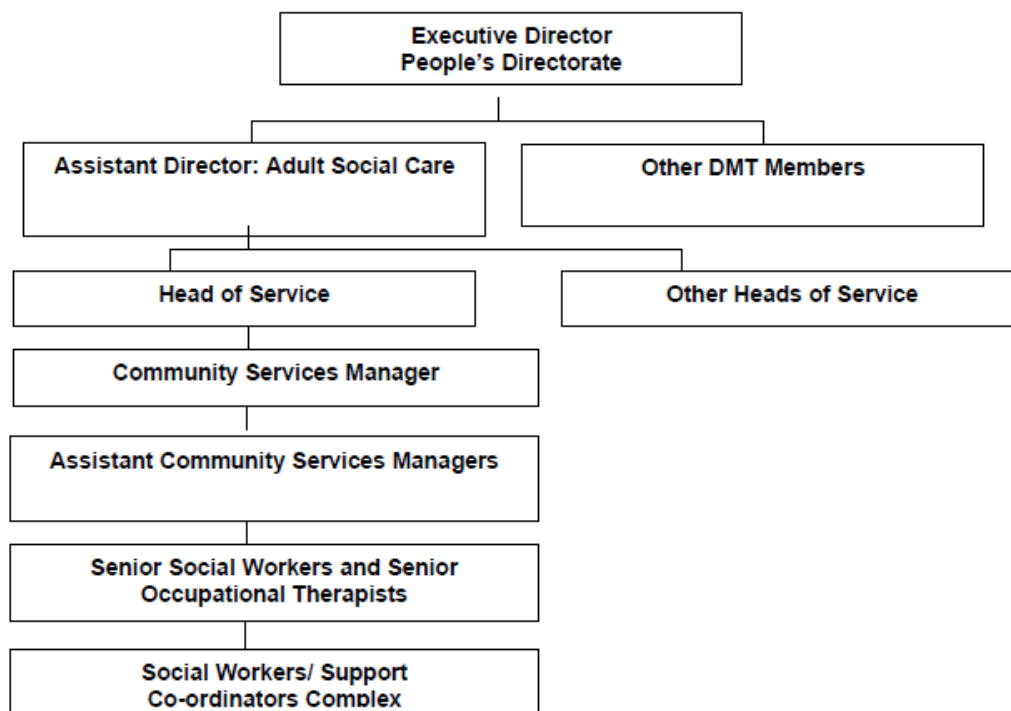 Executive Director
People's Directorate
Assistant Director: Adult Social Care
Other DMT Members
Head of Service
Other Heads of Service
Community Services Manager
Assistant Community Services Managers
Senior Social Workers and Senior
Occupational Therapists
Social Workers/ Support
Co-ordinators Complex